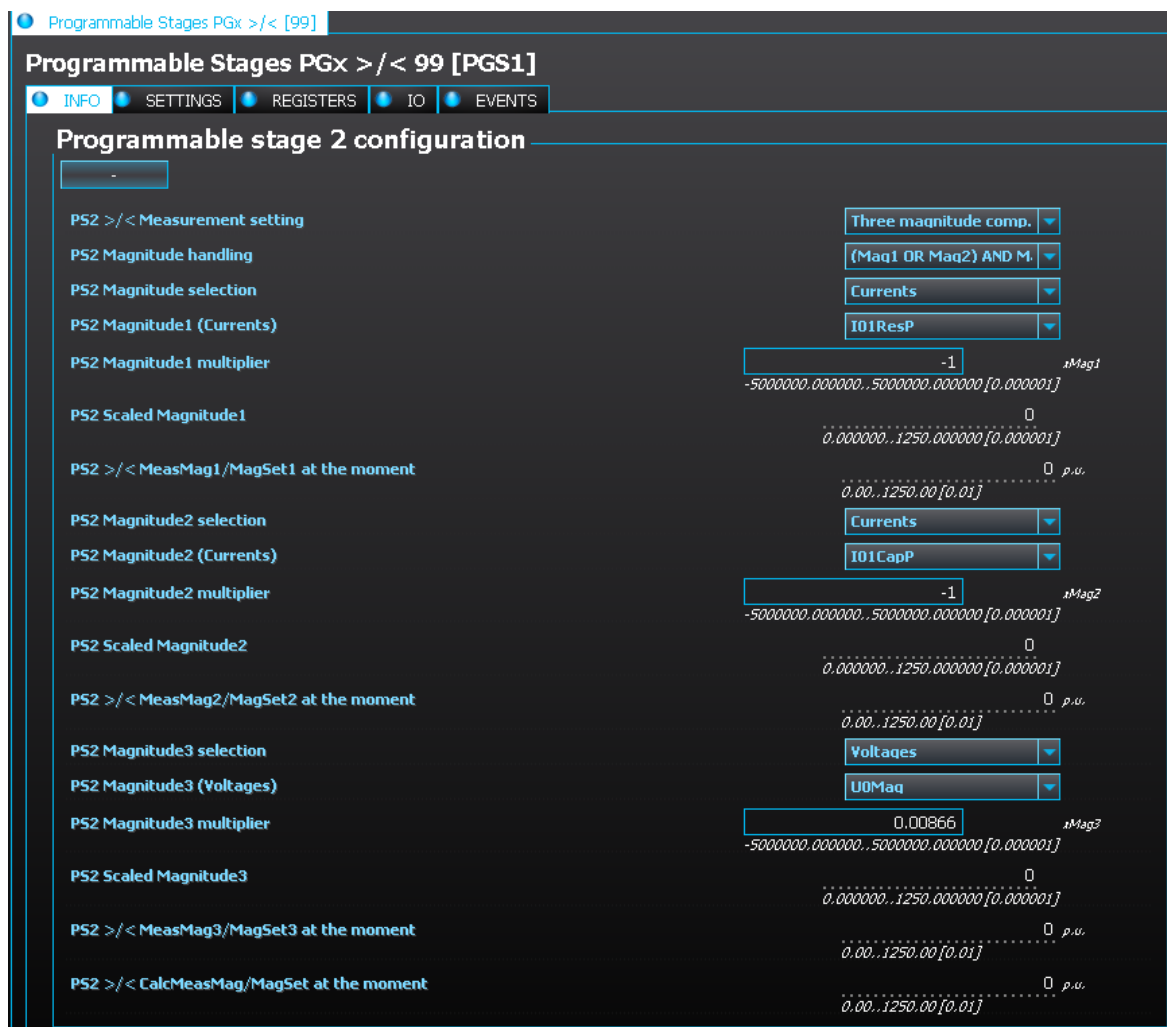 Programmable Stages PGx >/< [99]
Programmable Stages PGx >/< 99 [PGS1]
INFO SETTINGS REGISTERS IO EVENTS
Programmable stage 2 configuration
-
PS2 >/< Measurement setting Three magnitude comp.
PS2 Magnitude handling (Mag1 OR Mag2) AND M
PS2 Magnitude selection Currents
PS2 Magnitude1 (Currents) I01ResP
PS2 Magnitude1 multiplier -1 xMag1
-5000000.000000..5000000.000000 [0.000001]
PS2 Scaled Magnitude1 0
0.000000..1250.000000 [0.000001]
PS2 >/< MeasMag1/MagSet1 at the moment 0 p.u.
0.00..1250.00 [0.01]
PS2 Magnitude2 selection Currents
PS2 Magnitude2 (Currents) I01CapP
PS2 Magnitude2 multiplier -1 xMag2
-5000000.000000..5000000.000000 [0.000001]
PS2 Scaled Magnitude2 0
0.000000..1250.000000 [0.000001]
PS2 >/< MeasMag2/MagSet2 at the moment 0 p.u.
0.00..1250.00 [0.01]
PS2 Magnitude3 selection Voltages
PS2 Magnitude3 (Voltages) U0Mag
PS2 Magnitude3 multiplier 0.00866 xMag3
-5000000.000000..5000000.000000 [0.000001]
PS2 Scaled Magnitude3 0
0.000000..1250.000000 [0.000001]
PS2 >/< MeasMag3/MagSet3 at the moment 0 p.u.
0.00..1250.00 [0.01]
PS2 >/< CalcMeasMag/MagSet at the moment 0 p.u.
0.00..1250.00 [0.01]